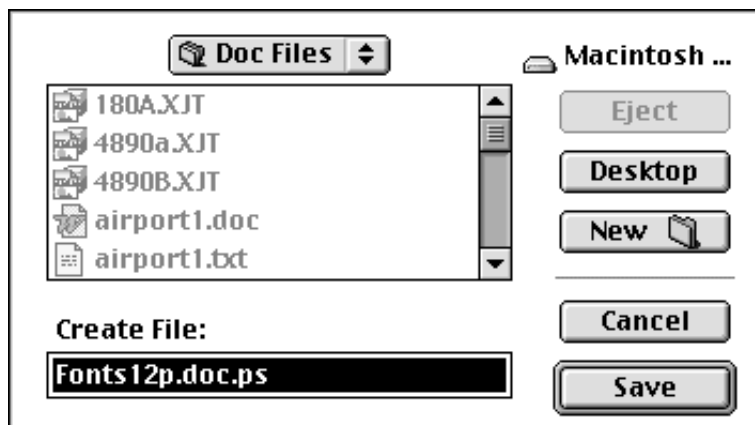 Doc Files
Macintosh ...
180A.XJT
4890a.XJT
4890B.XJT
airport1.doc
airport1.txt
Eject
Desktop
New
Create File:
Fonts12p.doc.ps
Cancel
Save